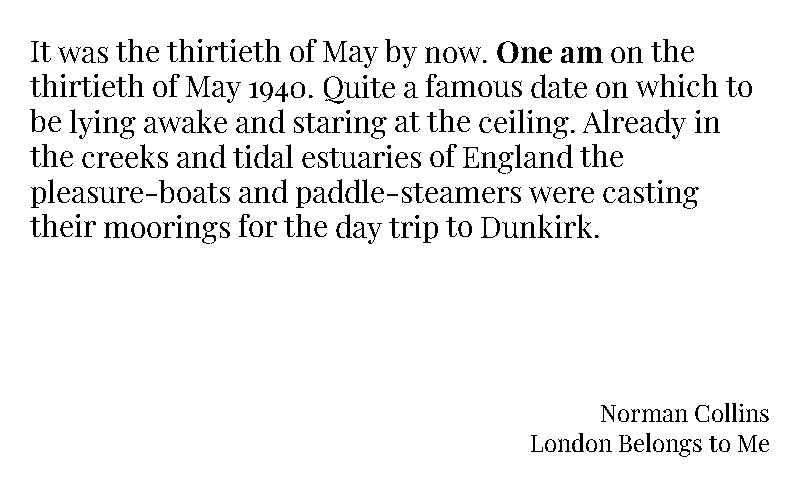 It was the thirtieth of May by now. One am on the
thirtieth of May 1940. Quite a famous date on which to
be lying awake and staring at the ceiling. Already in
the creeks and tidal estuaries of England the
pleasure-boats and paddle-steamers were casting
their moorings for the day trip to Dunkirk.
Norman Collins
London Belongs to Me